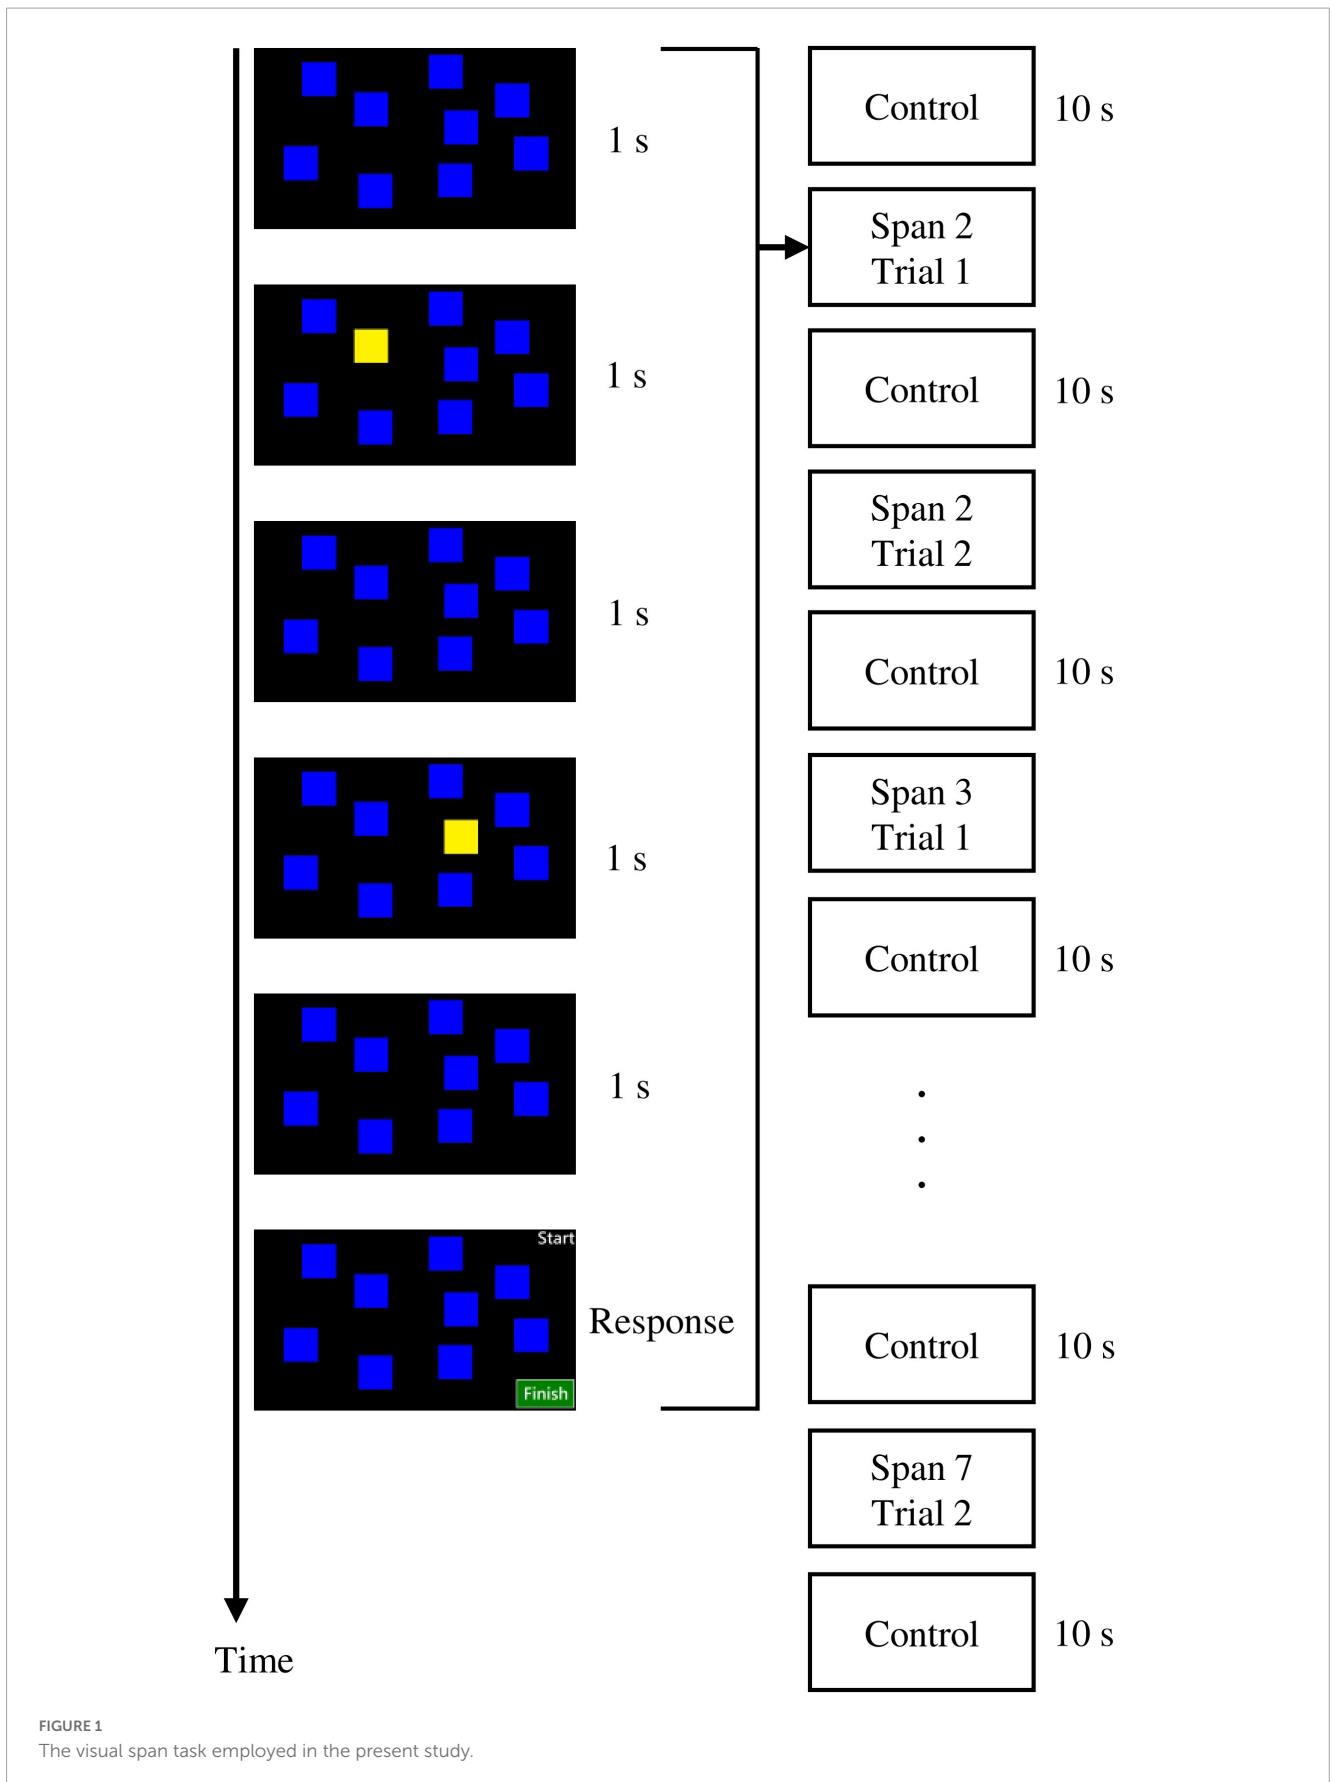 1 s
1 s
1 s
1 s
1 s
Start
Response
Finish
Time
Control
10 s
Span 2
Trial 1
Control
10 s
Span 2
Trial 2
Control
10 s
Span 3
Trial 1
Control
10 s
.
.
.
Control
10 s
Span 7
Trial 2
Control
10 s
FIGURE 1
The visual span task employed in the present study.